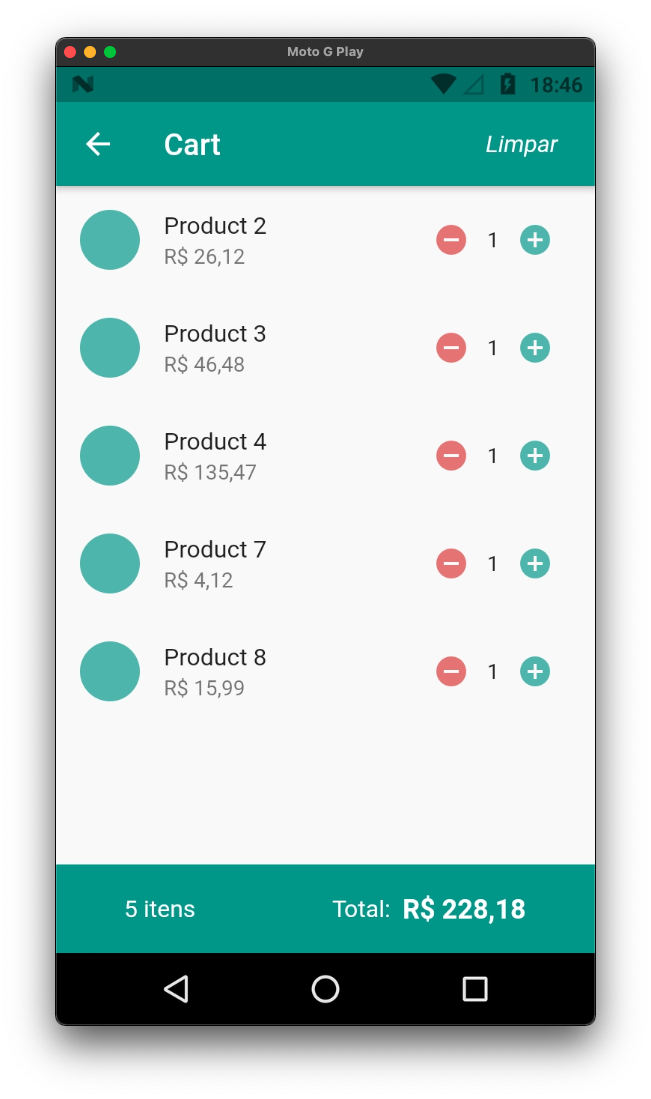 Moto G Play
18:46
Cart
Limpar
Product 2
R$ 26,12
1
Product 3
R$ 46,48
1
Product 4
R$ 135,47
1
Product 7
R$ 4,12
1
Product 8
R$ 15,99
1
5 itens
Total: R$ 228,18